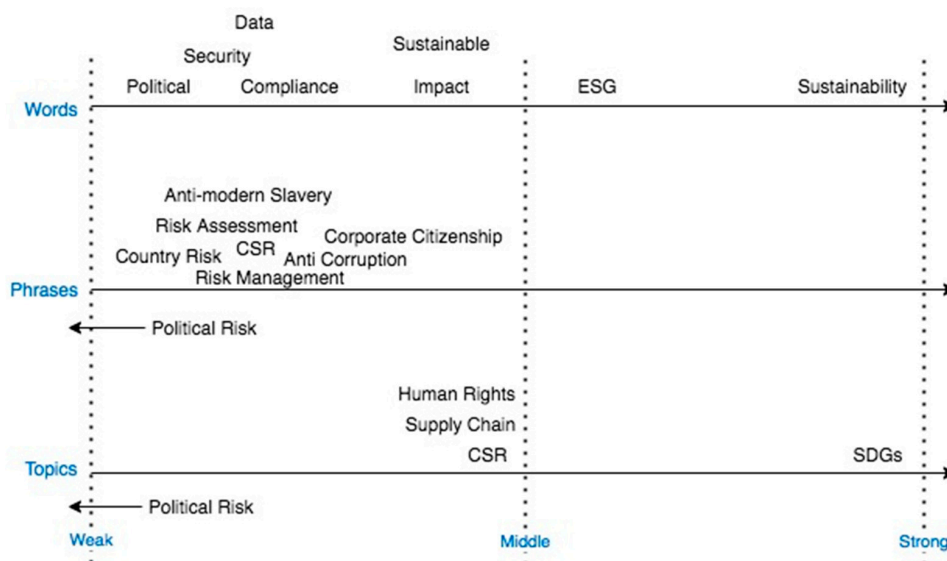 Data
Security
Sustainable
Political
Compliance
Impact
ESG
Sustainability
Words
Anti-modern Slavery
Risk Assessment
CSR
Corporate Citizenship
Country Risk
Anti Corruption
Risk Management
Phrases
Political Risk
Human Rights
Supply Chain
CSR
SDGs
Topics
Political Risk
Weak
Middle
Strong